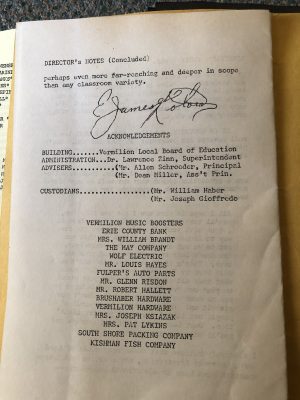 DIRECTOR'S NOTES (Concluded)
perhaps even more far-reaching and deeper in scope
than any classroom variety.
E. James
ACKNOWLEDGEMENTS
BUILDING.......Vermilion Local Board of Education
ADMINISTRATION...Dr. Lawrence Zinn, Superintendent
ADVISERS............(Mr. Allen Schroeder, Principal
(Mr. Dean Miller, Ass't Prin.
CUSTODIANS.................(Mr. William Haber
(Mr. Joseph Gioffredo
VERMILION MUSIC BOOSTERS
ERIE COUNTY BANK
MRS. WILLIAM BRANDT
THE MAY COMPANY
WOLF ELECTRIC
MR. LOUIS HAYES
FULPER'S AUTO PARTS
MR. GLENN RISDON
MR. ROBERT HALLETT
BRUSHABER HARDWARE
VERMILION HARDWARE
MRS. JOSEPH KSIAZAK
MRS. PAT LYKINS
SOUTH SHORE PACKING COMPANY
KISHMAN FISH COMPANY